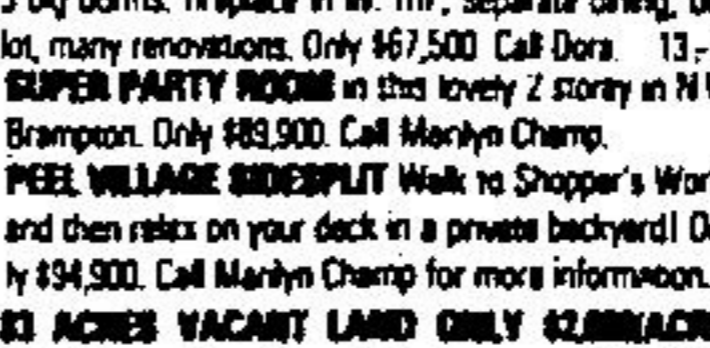 lot, many renovations. Only $67,500 Call Dora. 13-
SUPER PARTY ROOM in this lovely 2 storey in N
Brampton. Only $89,900. Call Marilyn Champ.
PEEL VILLAGE SIDESPLIT Walk to Shopper's Wor
and then relax on your deck in a private backyard! O
ly $94,900. Call Marilyn Champ for more information.
ACRES VACANT LAND ONLY